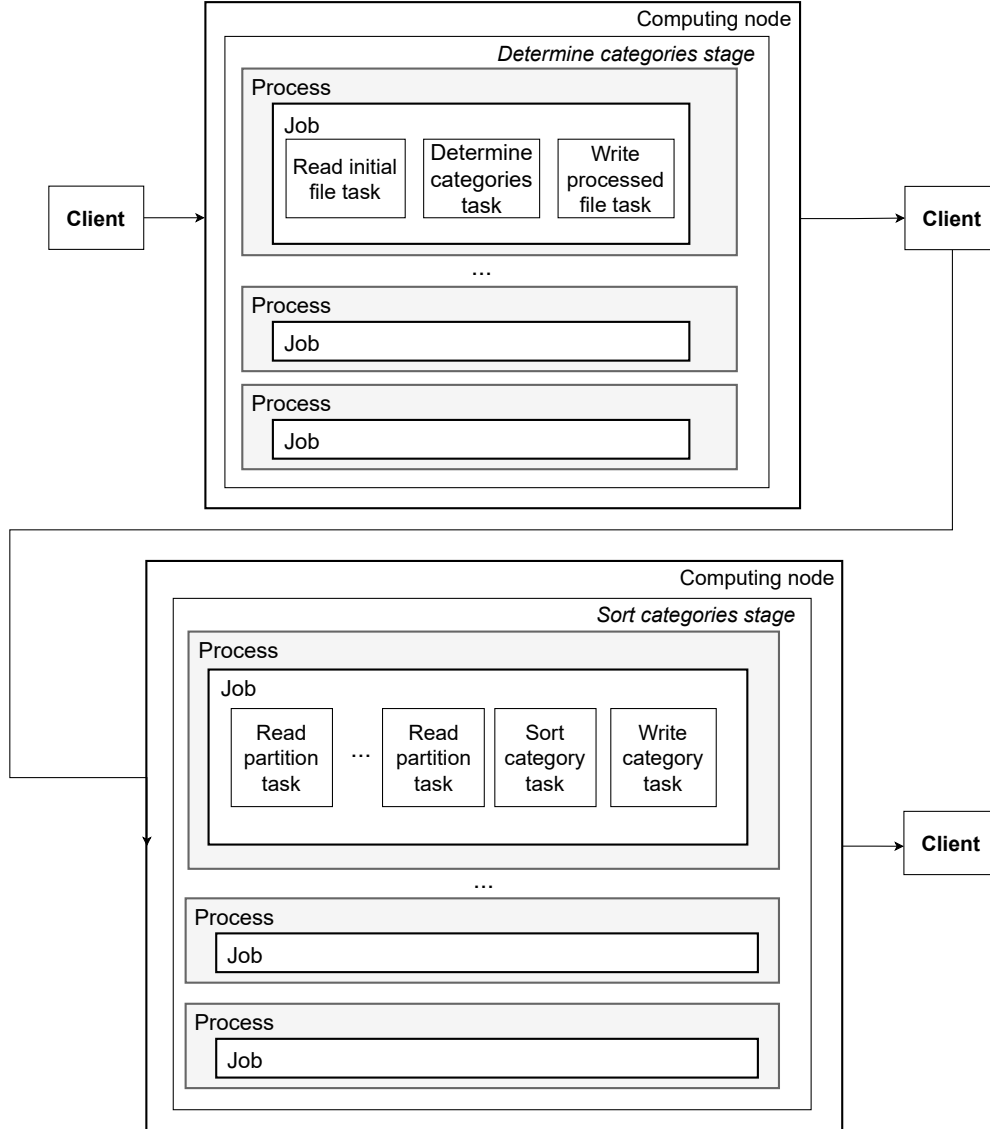 Computing node
Determine categories stage
Process
Job
Read initial
file task
Determine
categories
task
Write
processed
file task
Client
Client
...
Process
Job
Process
Job
Computing node
Sort categories stage
Process
Job
Read
partition
task
...
Read
partition
task
Sort
category
task
Write
category
task
Client
...
Process
Job
Process
Job